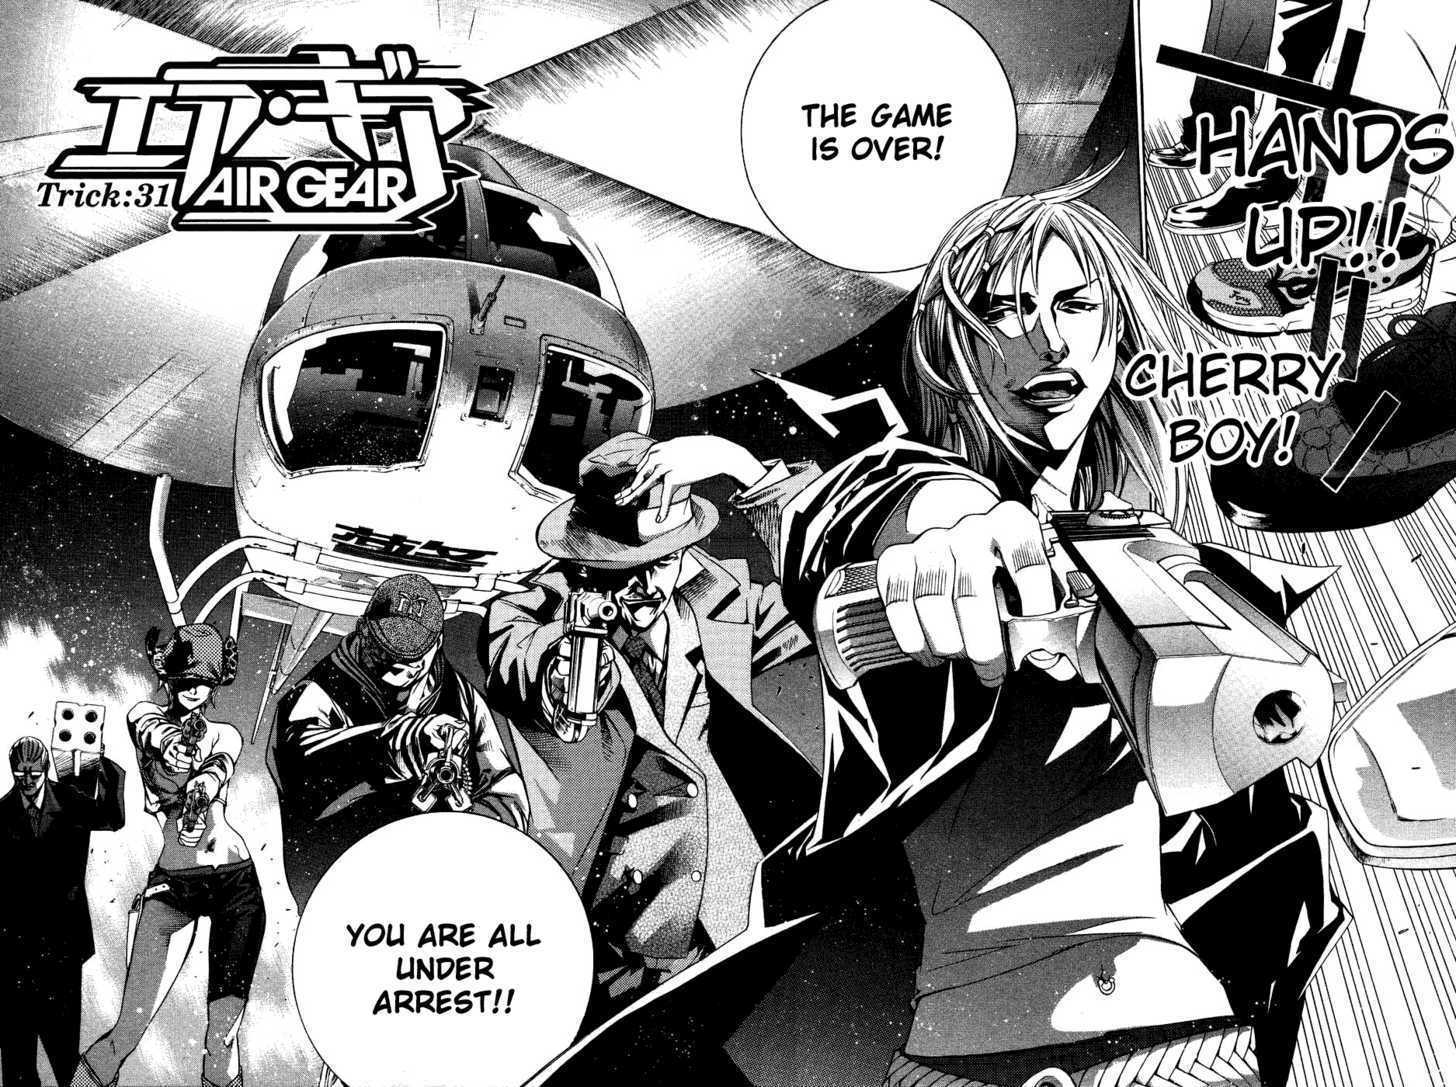 HANDS
UP!!
CHERRY
BOY!
THE GAME
IS OVER!
エア・ギア
AIR GEAR
Trick:31
YOU ARE ALL
UNDER
ARREST!!